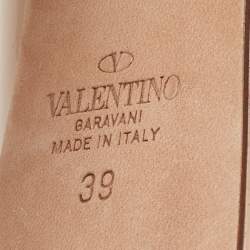 VALENTINO
GARAVANI
MADE IN ITALY
39